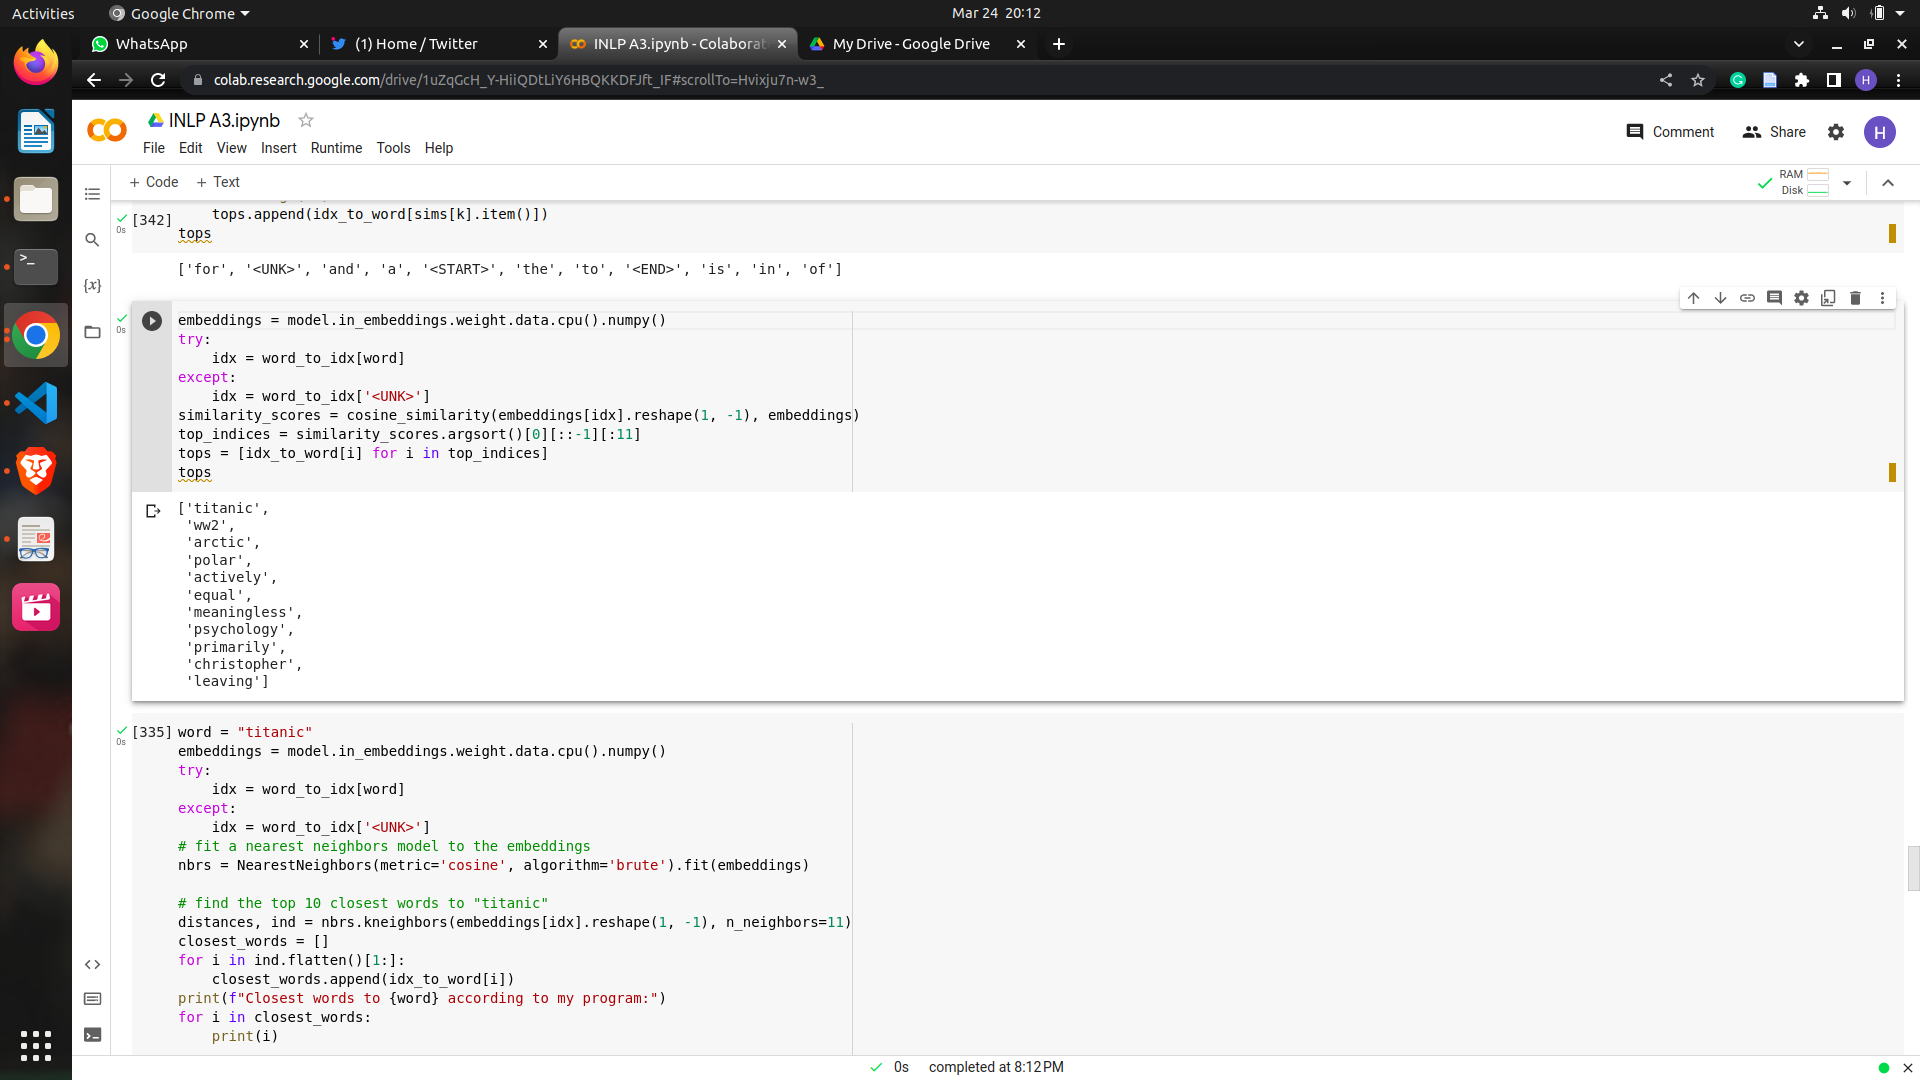 Activities
Google Chrome
Mar 24 20:12
WhatsApp
(1) Home / Twitter
INLP A3.ipynb - Colaborat
My Drive - Google Drive
colab.research.google.com/drive/1uZqGcH_Y-HiiQDtLiY6HBQKKDFJft_IF#scrollTo=Hvixju7n-w3_
H
INLP A3.ipynb
Comment
Share
H
File Edit View Insert Runtime Tools Help
+ Code + Text
RAM
Disk
[342]
0s
tops.append(idx_to_word[sims[k].item()])
tops
['for', '<UNK>', 'and', 'a', '<START>', 'the', 'to', '<END>', 'is', 'in', 'of']
{x}
0s
embeddings = model.in_embeddings.weight.data.cpu().numpy()
try:
    idx = word_to_idx[word]
except:
    idx = word_to_idx['<UNK>']
similarity_scores = cosine_similarity(embeddings[idx].reshape(1, -1), embeddings)
top_indices = similarity_scores.argsort()[0][::-1][:11]
tops = [idx_to_word[i] for i in top_indices]
tops
['titanic',
 'ww2',
 'arctic',
 'polar',
 'actively',
 'equal',
 'meaningless',
 'psychology',
 'primarily',
 'christopher',
 'leaving']
[335]
0s
word = "titanic"
embeddings = model.in_embeddings.weight.data.cpu().numpy()
try:
    idx = word_to_idx[word]
except:
    idx = word_to_idx['<UNK>']
# fit a nearest neighbors model to the embeddings
nbrs = NearestNeighbors(metric='cosine', algorithm='brute').fit(embeddings)
# find the top 10 closest words to "titanic"
distances, ind = nbrs.kneighbors(embeddings[idx].reshape(1, -1), n_neighbors=11)
closest_words = []
for i in ind.flatten()[1:]:
    closest_words.append(idx_to_word[i])
print(f"Closest words to {word} according to my program:")
for i in closest_words:
    print(i)
0s completed at 8:12 PM